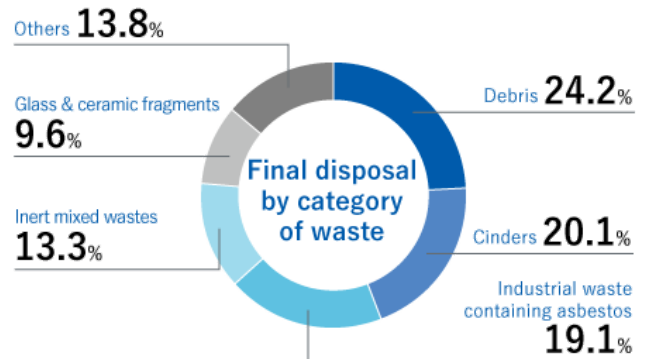 Others 13.8%
Glass & ceramic fragments
9.6%
Inert mixed wastes
13.3%
Final disposal
by category
of waste
Debris 24.2%
Cinders 20.1%
Industrial waste
containing asbestos
19.1%